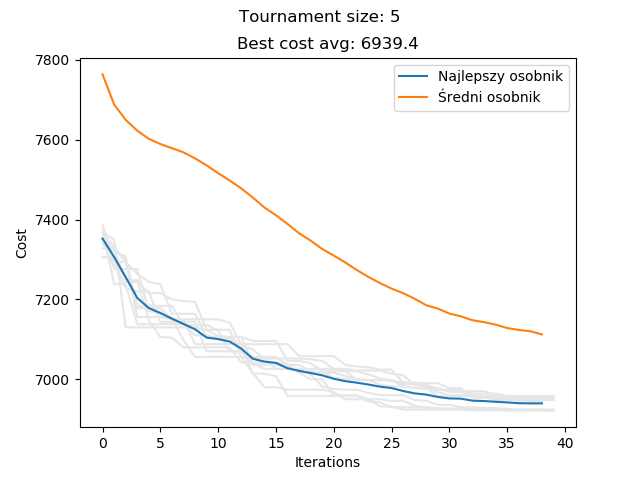 Tournament size: 5
Best cost avg: 6939.4
Najlepszy osobnik
Średni osobnik
7800
7600
7400
7200
7000
Cost
0 5 10 15 20 25 30 35 40
Iterations